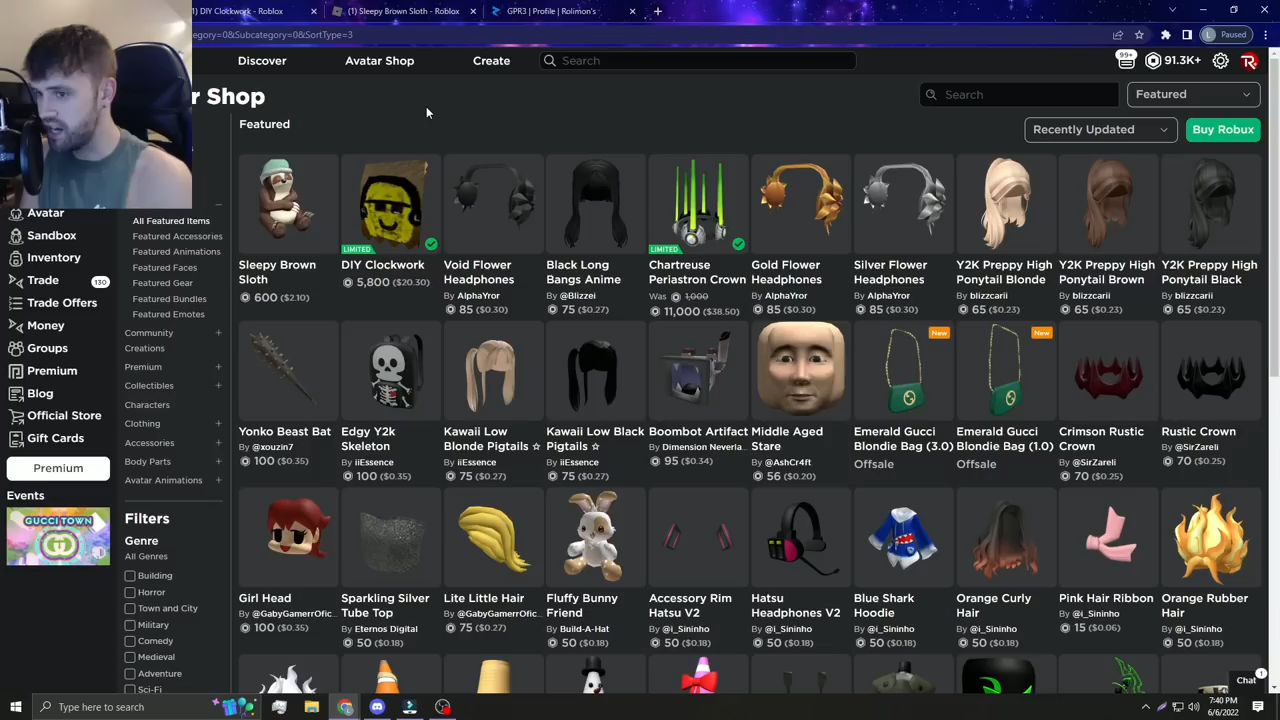 (1) DIY Clockwork - Roblox
(1) Sleepy Brown Sloth - Roblox
GPR3 | Profile | Rolimon's
category=0&Subcategory=0&SortType=3
L Paused
Discover
Avatar Shop
Create
Search
99+
91.3K+
r Shop
Search
Featured
Featured
Recently Updated
Buy Robux
Avatar
Sandbox
Inventory
Trade 130
Trade Offers
Money
Groups
Premium
Blog
Official Store
Gift Cards
Premium
Events
GUCCI TOWN
All Featured Items
Featured Accessories
Featured Animations
Featured Faces
Featured Gear
Featured Bundles
Featured Emotes
Community
Creations
Premium
Collectibles
Characters
Clothing
Accessories
Body Parts
Avatar Animations
Filters
Genre
All Genres
Building
Horror
Town and City
Military
Comedy
Medieval
Adventure
Sci-Fi
Sleepy Brown
Sloth
600 ($2.10)
LIMITED
DIY Clockwork
5,800 ($20.30)
Void Flower
Headphones
By AlphaYror
85 ($0.30)
Black Long
Bangs Anime
By @Blizzei
75 ($0.27)
LIMITED
Chartreuse
Periastron Crown
Was 1,000
11,000 ($38.50)
Gold Flower
Headphones
By AlphaYror
85 ($0.30)
Silver Flower
Headphones
By AlphaYror
85 ($0.30)
Y2K Preppy High
Ponytail Blonde
By blizzcarii
65 ($0.23)
Y2K Preppy High
Ponytail Brown
By blizzcarii
65 ($0.23)
Y2K Preppy High
Ponytail Black
By blizzcarii
65 ($0.23)
Yonko Beast Bat
By @xouzin7
100 ($0.35)
Edgy Y2k
Skeleton
By iiEssence
100 ($0.35)
Kawaii Low
Blonde Pigtails ☆
By iiEssence
75 ($0.27)
Kawaii Low Black
Pigtails ☆
By iiEssence
75 ($0.27)
Boombot Artifact
By Dimension Neverla...
95 ($0.34)
Middle Aged
Stare
By @AshCr4ft
56 ($0.20)
New
Emerald Gucci
Blondie Bag (3.0)
Offsale
New
Emerald Gucci
Blondie Bag (1.0)
Offsale
Crimson Rustic
Crown
By @SirZareli
70 ($0.25)
Rustic Crown
By @SirZareli
70 ($0.25)
Girl Head
By @GabyGamerrOfic...
100 ($0.35)
Sparkling Silver
Tube Top
By Eternos Digital
50 ($0.18)
Lite Little Hair
By @GabyGamerrOfic...
75 ($0.27)
Fluffy Bunny
Friend
By Build-A-Hat
50 ($0.18)
Accessory Rim
Hatsu V2
By @i_Sininho
50 ($0.18)
Hatsu
Headphones V2
By @i_Sininho
50 ($0.18)
Blue Shark
Hoodie
By @i_Sininho
50 ($0.18)
Orange Curly
Hair
By @i_Sininho
50 ($0.18)
Pink Hair Ribbon
By @i_Sininho
15 ($0.06)
Orange Rubber
Hair
By @i_Sininho
50 ($0.18)
Chat 1
Type here to search
7:40 PM
6/6/2022